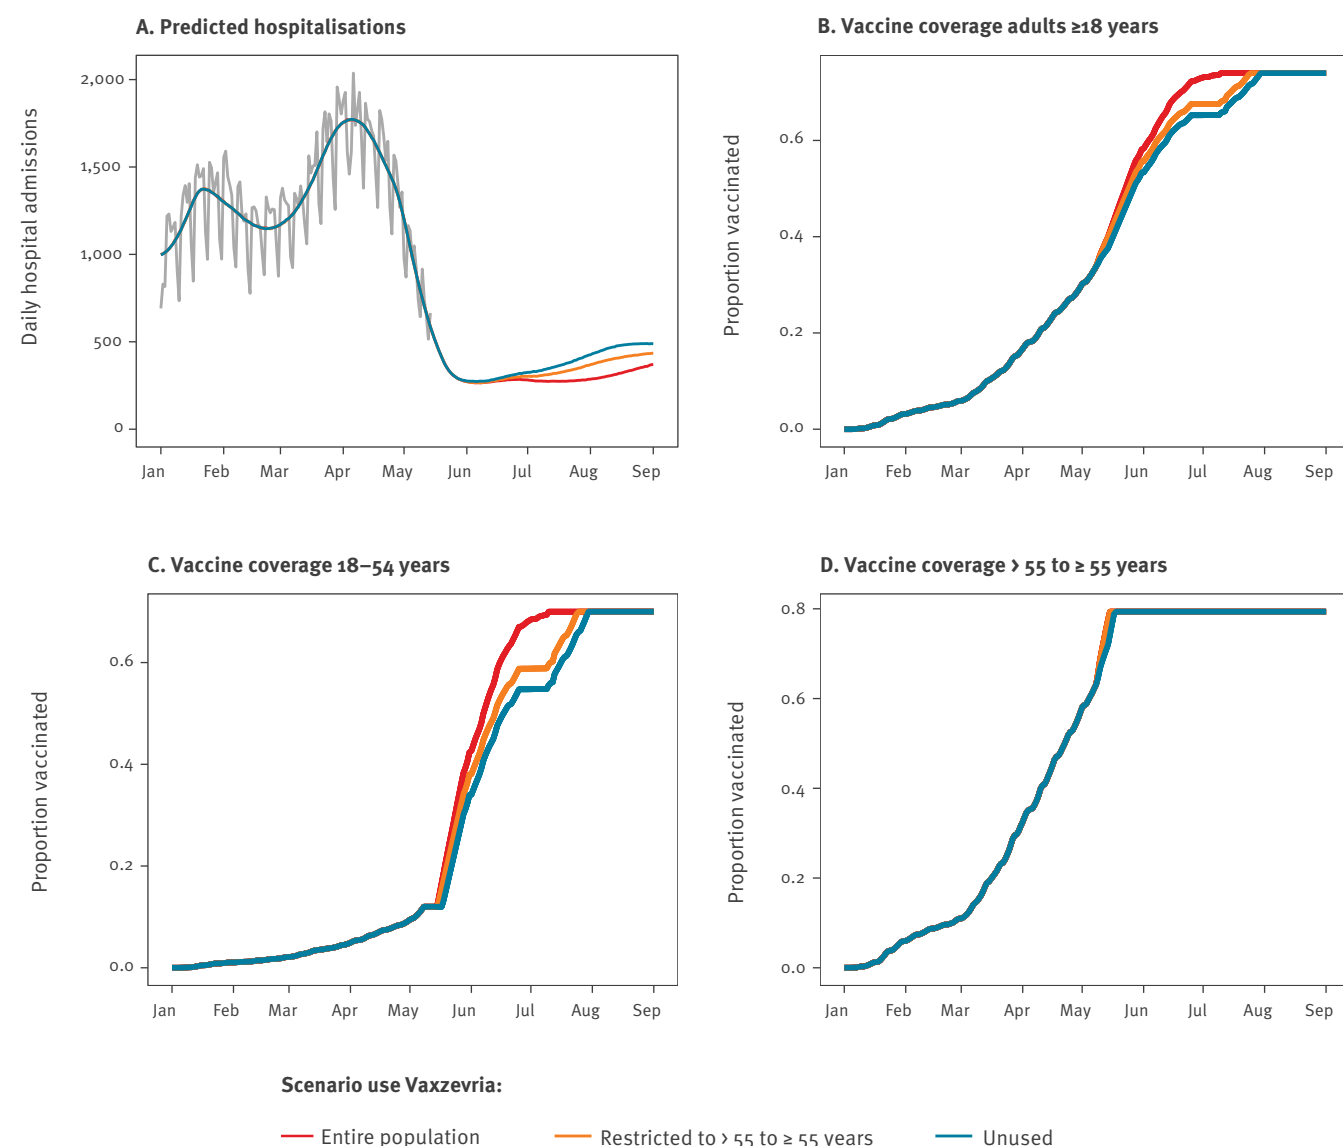 A. Predicted hospitalisations
Daily hospital admissions
2,000
1,500
1,000
500
0
Jan Feb Mar Apr May Jun Jul Aug Sep
B. Vaccine coverage adults ≥18 years
Proportion vaccinated
0.6
0.4
0.2
0.0
Jan Feb Mar Apr May Jun Jul Aug Sep
C. Vaccine coverage 18–54 years
Proportion vaccinated
0.6
0.4
0.2
0.0
Jan Feb Mar Apr May Jun Jul Aug Sep
D. Vaccine coverage > 55 to ≥ 55 years
Proportion vaccinated
0.8
0.6
0.4
0.2
0.0
Jan Feb Mar Apr May Jun Jul Aug Sep
Scenario use Vaxzevria:
Entire population Restricted to > 55 to ≥ 55 years Unused